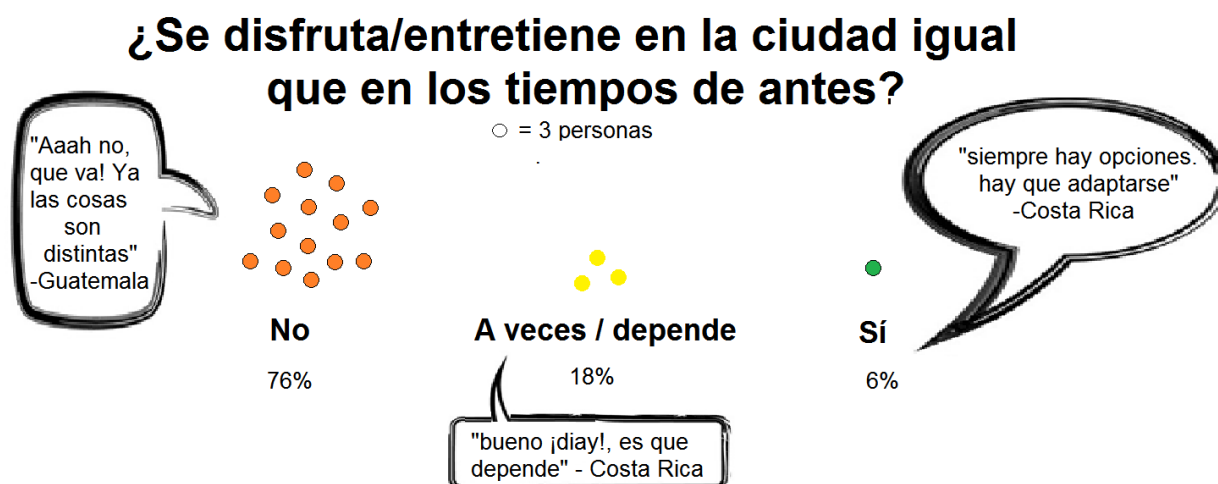 ¿Se disfruta/entretiene en la ciudad igual
que en los tiempos de antes?
○ = 3 personas
"Aaah no,
que va! Ya
las cosas
son
distintas"
-Guatemala
"siempre hay opciones.
hay que adaptarse"
-Costa Rica
No
A veces / depende
Sí
76%
18%
6%
"bueno ¡diay!, es que
depende" - Costa Rica